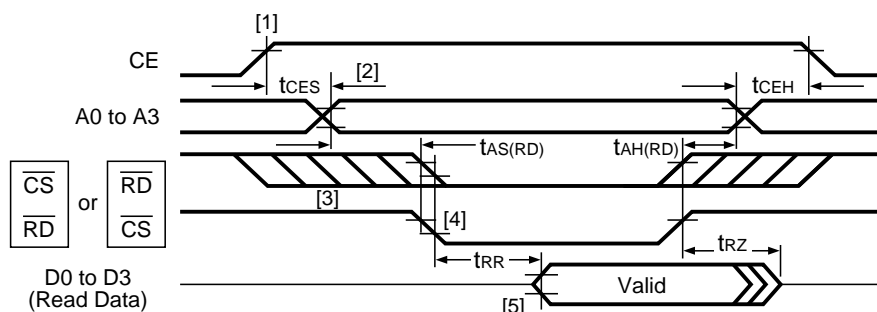 [1]
CE
tCES
[2]
tCEH
A0 to A3
tAS(RD)
tAH(RD)
CS
RD
or
RD
CS
[3]
[4]
tRR
tRZ
D0 to D3
(Read Data)
Valid
[5]